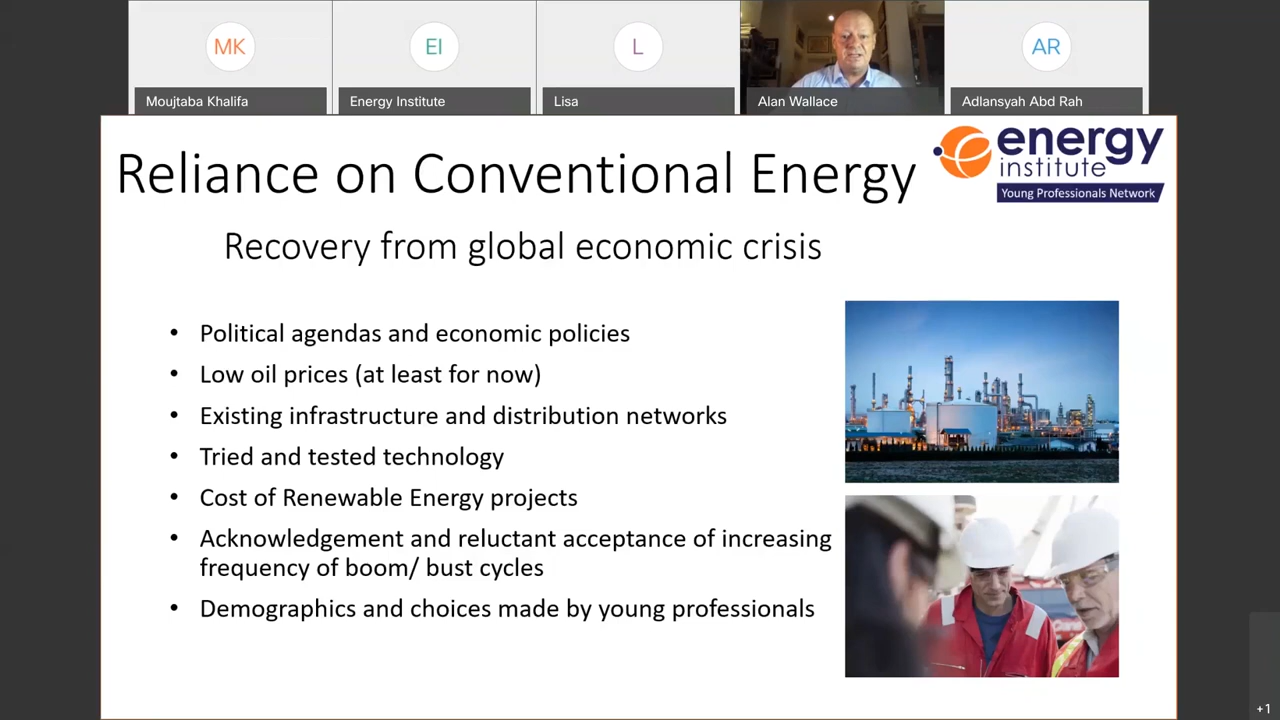 MK
EI
L
AR
Moujtaba Khalifa
Energy Institute
Lisa
Alan Wallace
Adlansyah Abd Rah
Reliance on Conventional Energy
energy
institute
Young Professionals Network
Recovery from global economic crisis
• Political agendas and economic policies
• Low oil prices (at least for now)
• Existing infrastructure and distribution networks
• Tried and tested technology
• Cost of Renewable Energy projects
• Acknowledgement and reluctant acceptance of increasing
frequency of boom/ bust cycles
• Demographics and choices made by young professionals
+1